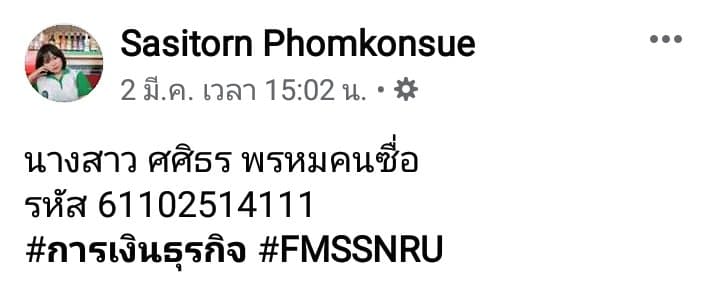 Sasitorn Phomkonsue
2 มี.ค. เวลา 15:02 น. •
นางสาว ศศิธร พรหมคนซื่อ
รหัส 61102514111
#การเงินธุรกิจ #FMSSNRU